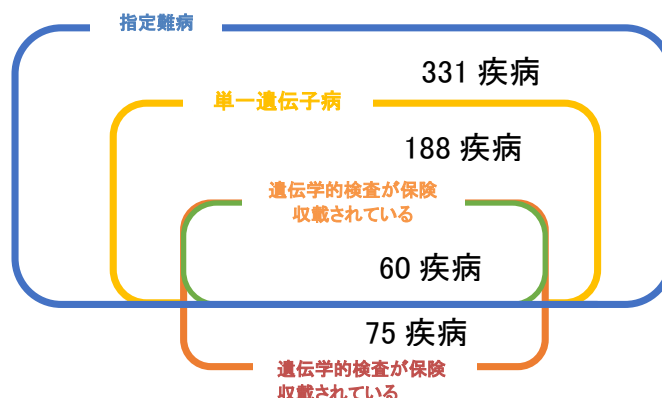 指定難病
331 疾病
単一遺伝子病
188 疾病
遺伝学的検査が保険
収載されている
60 疾病
75 疾病
遺伝学的検査が保険
収載されている